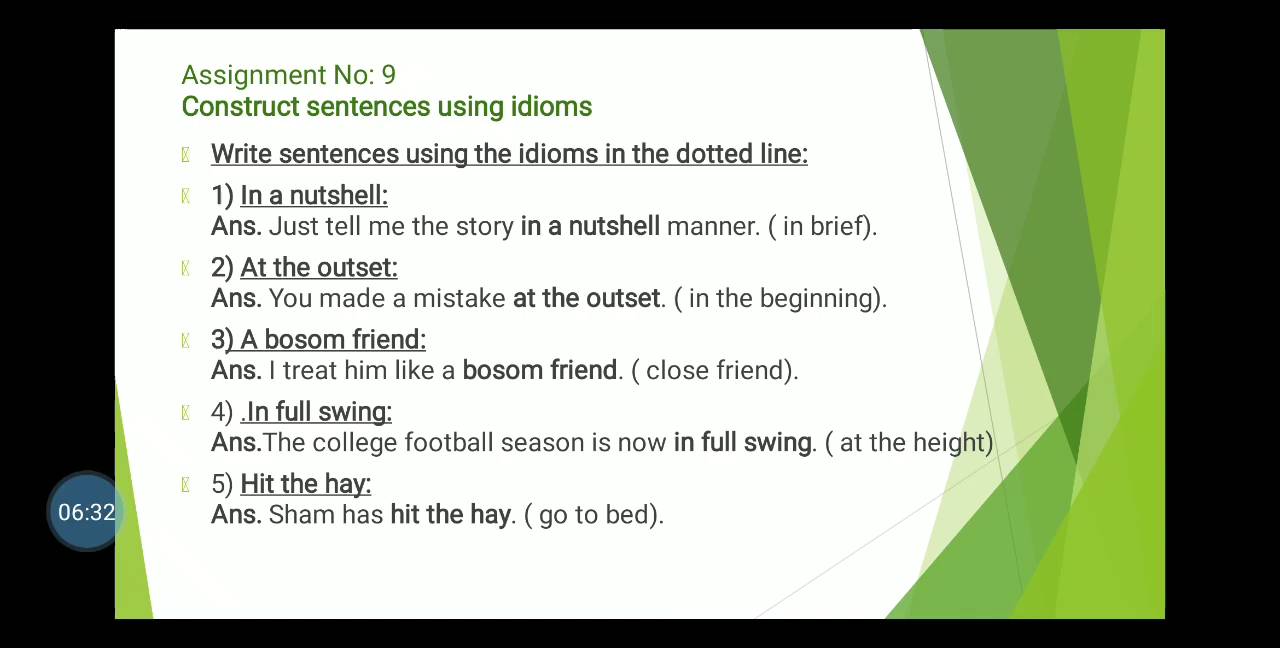 Assignment No: 9
Construct sentences using idioms
Write sentences using the idioms in the dotted line:
1) In a nutshell:
Ans. Just tell me the story in a nutshell manner. ( in brief).
2) At the outset:
Ans. You made a mistake at the outset. ( in the beginning).
3) A bosom friend:
Ans. I treat him like a bosom friend. ( close friend).
4) .In full swing:
Ans.The college football season is now in full swing. ( at the height)
5) Hit the hay:
06:32
Ans. Sham has hit the hay. ( go to bed).